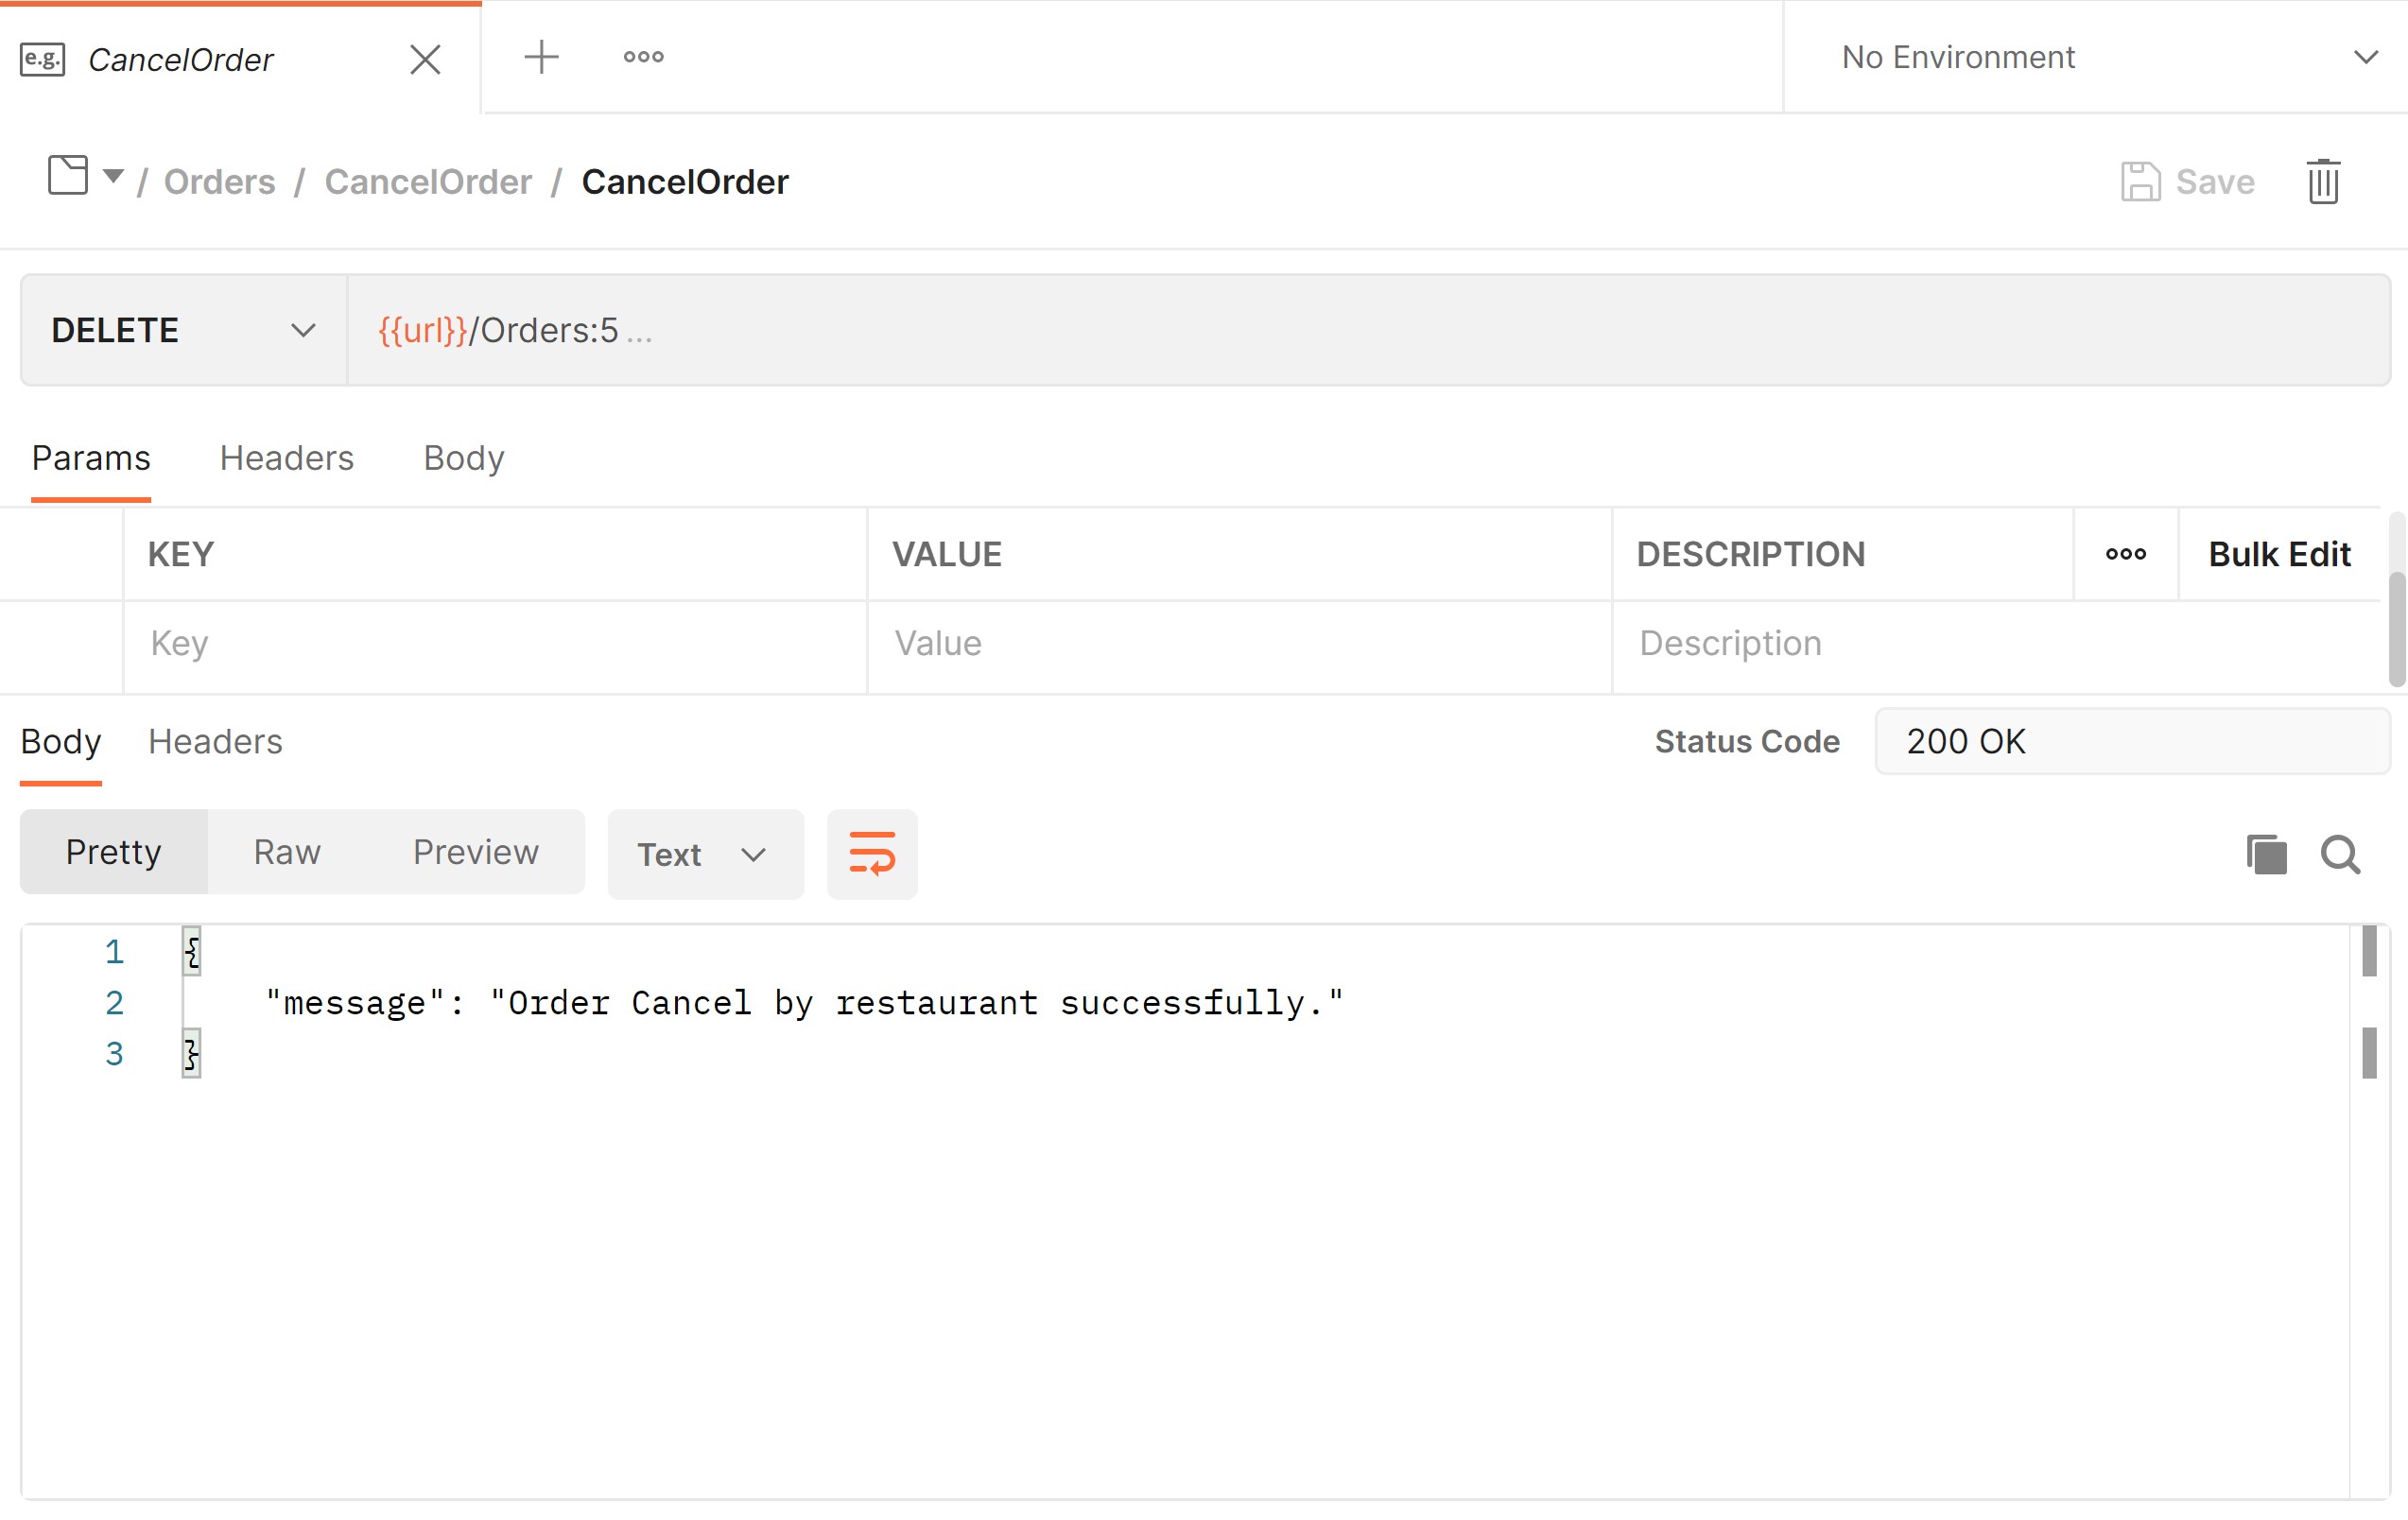 e.g. CancelOrder No Environment
/ Orders / CancelOrder / CancelOrder Save
DELETE {{url}}/Orders:5 ...
Params Headers Body
KEY VALUE DESCRIPTION Bulk Edit
Key Value Description
Body Headers Status Code 200 OK
Pretty Raw Preview Text
1 {
2 "message": "Order Cancel by restaurant successfully."
3 }